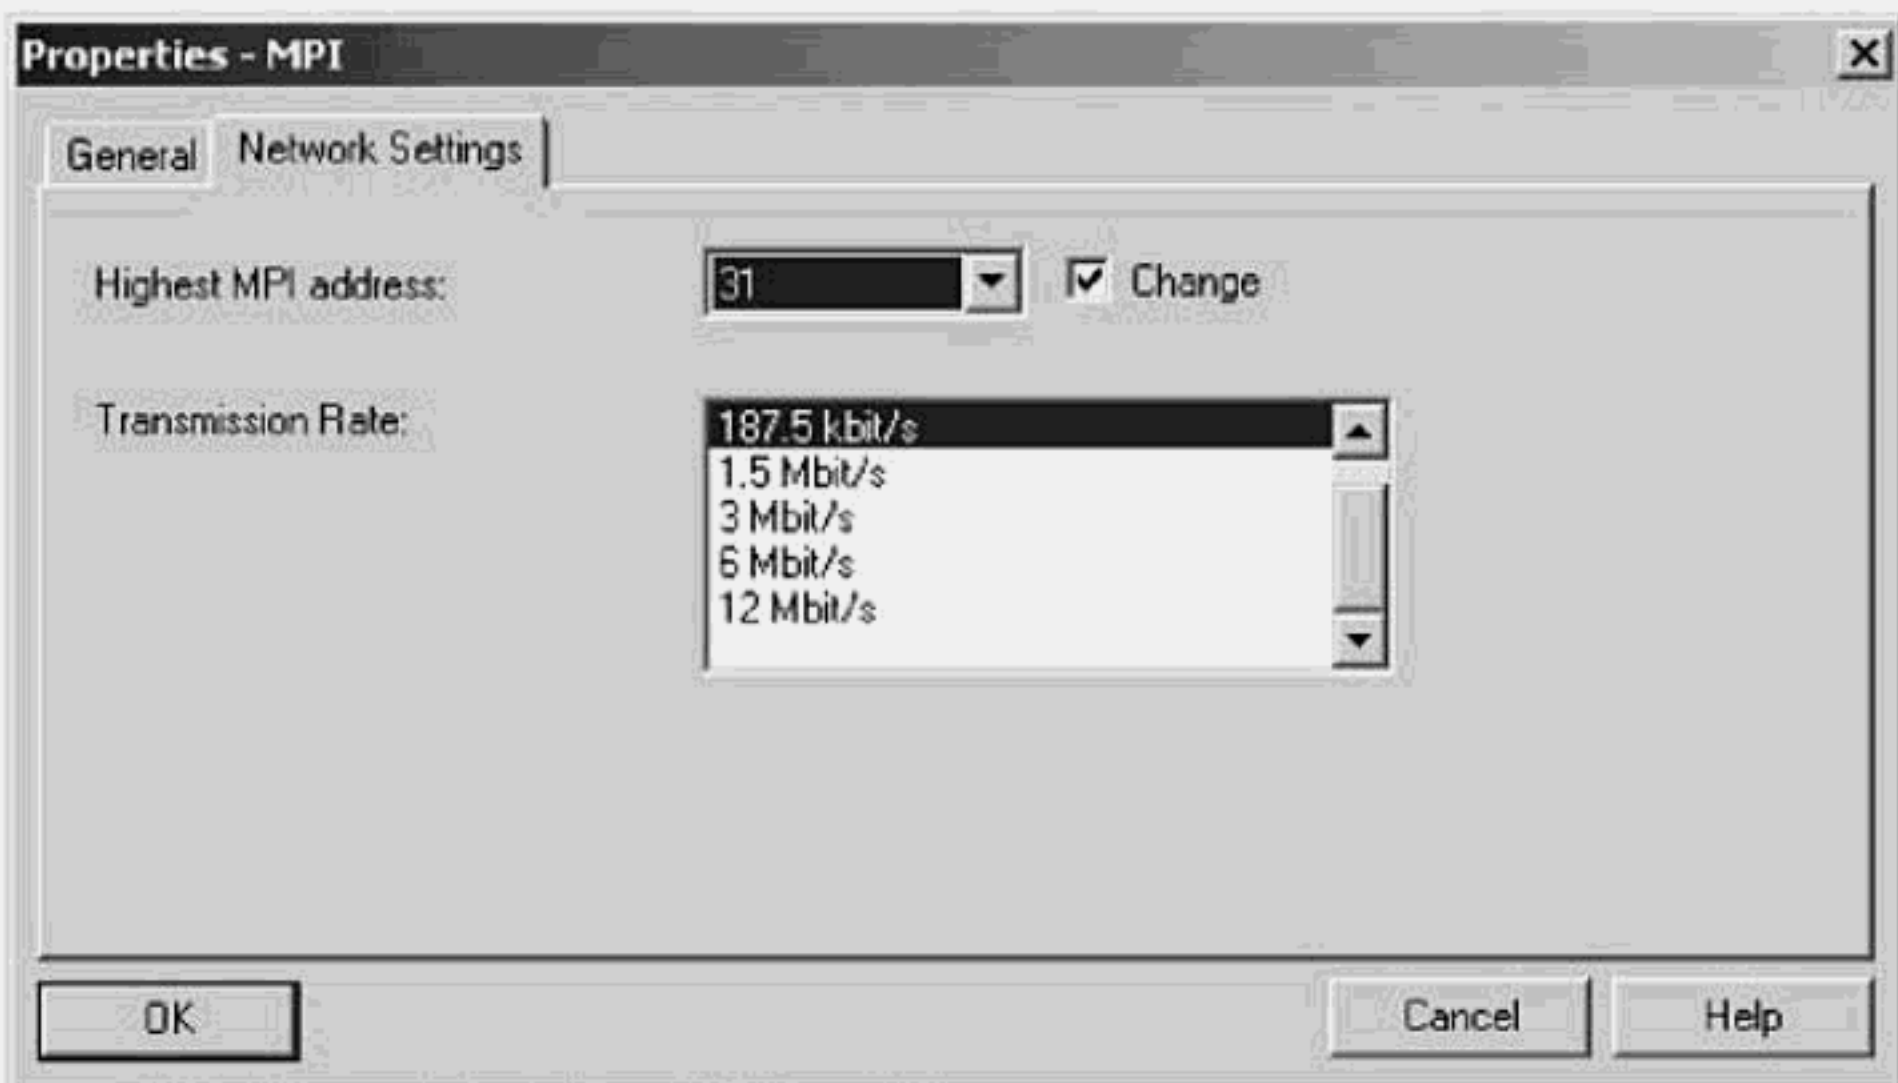 Properties - MPI
General
Network Settings
Highest MPI address:
31
Change
Transmission Rate:
187.5 kbit/s
1.5 Mbit/s
3 Mbit/s
6 Mbit/s
12 Mbit/s
OK
Cancel
Help